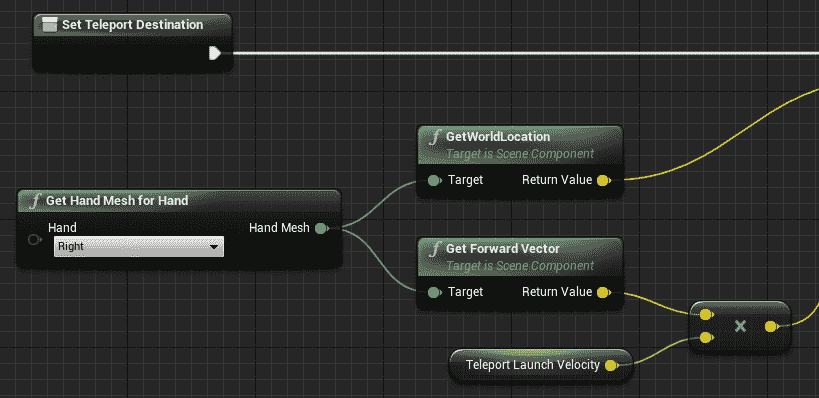 Set Teleport Destination
f GetWorldLocation
Target is Scene Component
Target Return Value
f Get Hand Mesh for Hand
Hand Hand Mesh
Right
f Get Forward Vector
Target is Scene Component
Target Return Value
×
Teleport Launch Velocity